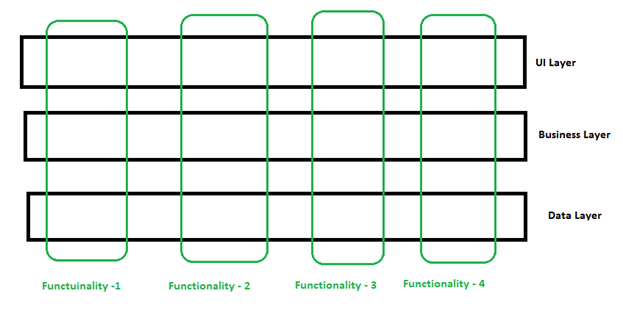 UI Layer
Business Layer
Data Layer
Functuinality -1
Functionality - 2
Functionality - 3
Functionality - 4